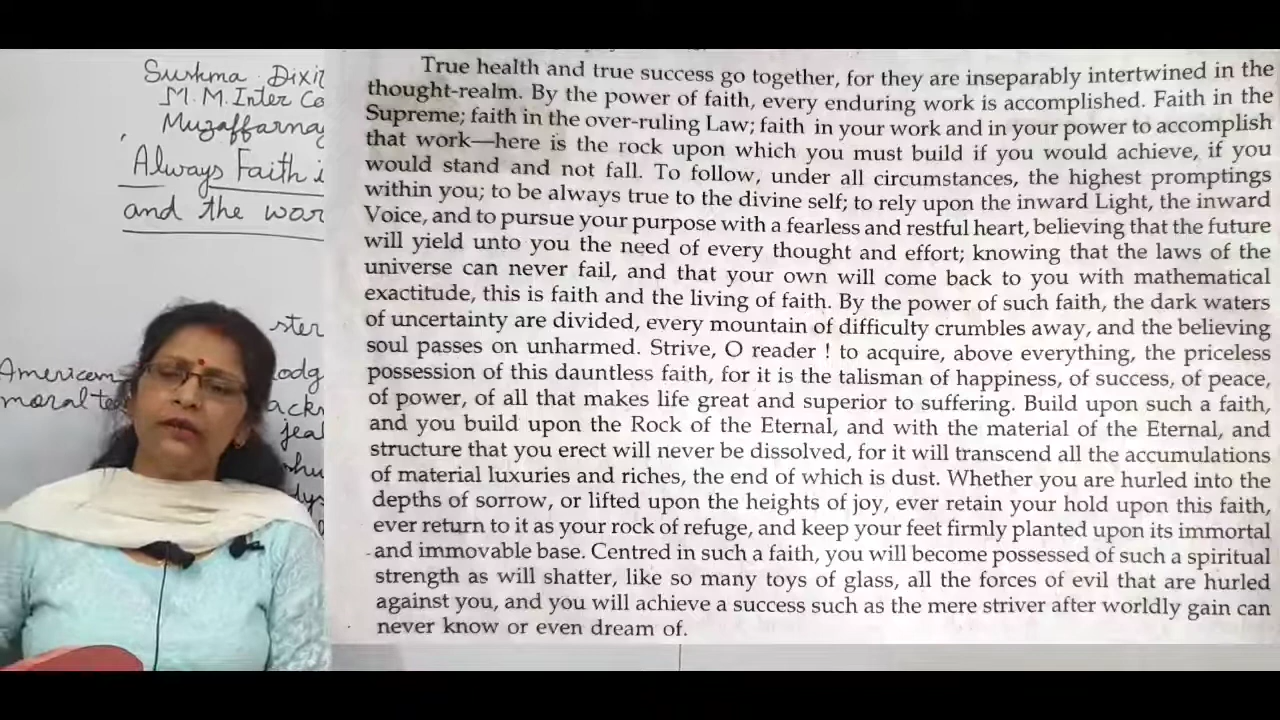 Sushma Dixit
M.M.Inter Co
Muzaffarnag
Always Faith i
and the war
ster
American
odg
moral te
ackn
jeal
True health and true success go together, for they are inseparably intertwined in the
thought-realm. By the power of faith, every enduring work is accomplished. Faith in the
Supreme; faith in the over-ruling Law; faith in your work and in your power to accomplish
that work—here is the rock upon which you must build if you would achieve, if you
would stand and not fall. To follow, under all circumstances, the highest promptings
within you; to be always true to the divine self; to rely upon the inward Light, the inward
Voice, and to pursue your purpose with a fearless and restful heart, believing that the future
will yield unto you the need of every thought and effort; knowing that the laws of the
universe can never fail, and that your own will come back to you with mathematical
exactitude, this is faith and the living of faith. By the power of such faith, the dark waters
of uncertainty are divided, every mountain of difficulty crumbles away, and the believing
soul passes on unharmed. Strive, O reader ! to acquire, above everything, the priceless
possession of this dauntless faith, for it is the talisman of happiness, of success, of peace,
of power, of all that makes life great and superior to suffering. Build upon such a faith,
and you build upon the Rock of the Eternal, and with the material of the Eternal, and
structure that you erect will never be dissolved, for it will transcend all the accumulations
of material luxuries and riches, the end of which is dust. Whether you are hurled into the
depths of sorrow, or lifted upon the heights of joy, ever retain your hold upon this faith,
ever return to it as your rock of refuge, and keep your feet firmly planted upon its immortal
and immovable base. Centred in such a faith, you will become possessed of such a spiritual
strength as will shatter, like so many toys of glass, all the forces of evil that are hurled
against you, and you will achieve a success such as the mere striver after worldly gain can
never know or even dream of.